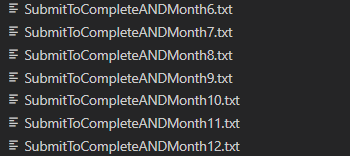 SubmitToCompleteANDMonth6.txt
SubmitToCompleteANDMonth7.txt
SubmitToCompleteANDMonth8.txt
SubmitToCompleteANDMonth9.txt
SubmitToCompleteANDMonth10.txt
SubmitToCompleteANDMonth11.txt
SubmitToCompleteANDMonth12.txt